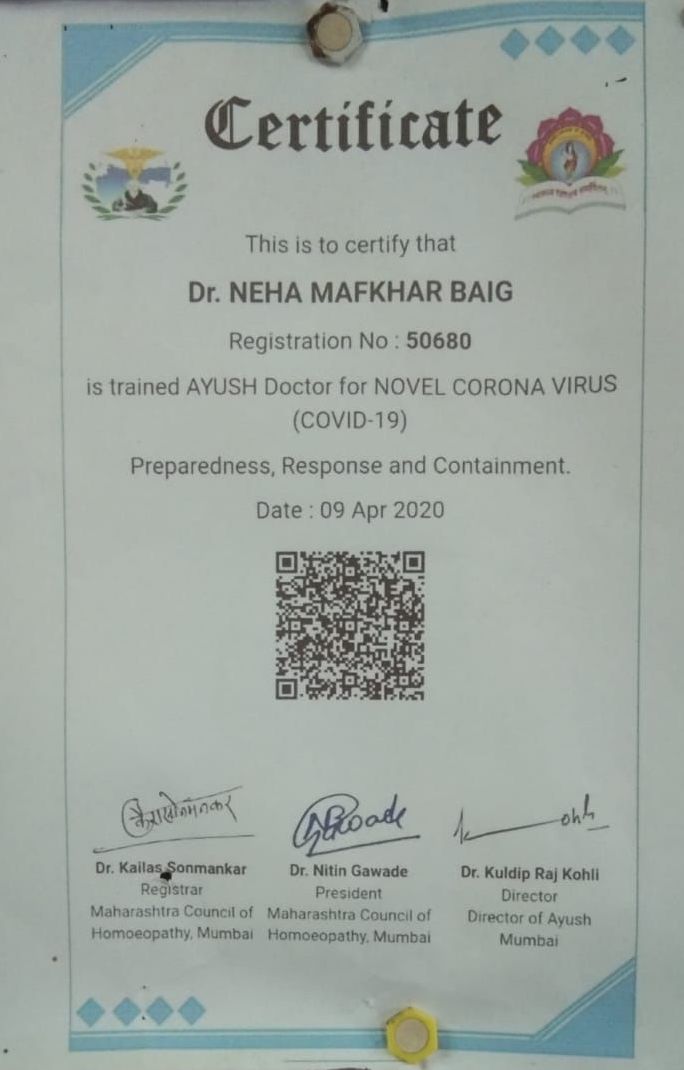 Certificate
This is to certify that
Dr. NEHA MAFKHAR BAIG
Registration No : 50680
is trained AYUSH Doctor for NOVEL CORONA VIRUS
(COVID-19)
Preparedness, Response and Containment.
Date : 09 Apr 2020
Dr. Kailas Sonmankar
Registrar
Maharashtra Council of
Homoeopathy, Mumbai
Dr. Nitin Gawade
President
Maharashtra Council of
Homoeopathy, Mumbai
Dr. Kuldip Raj Kohli
Director
Director of Ayush
Mumbai